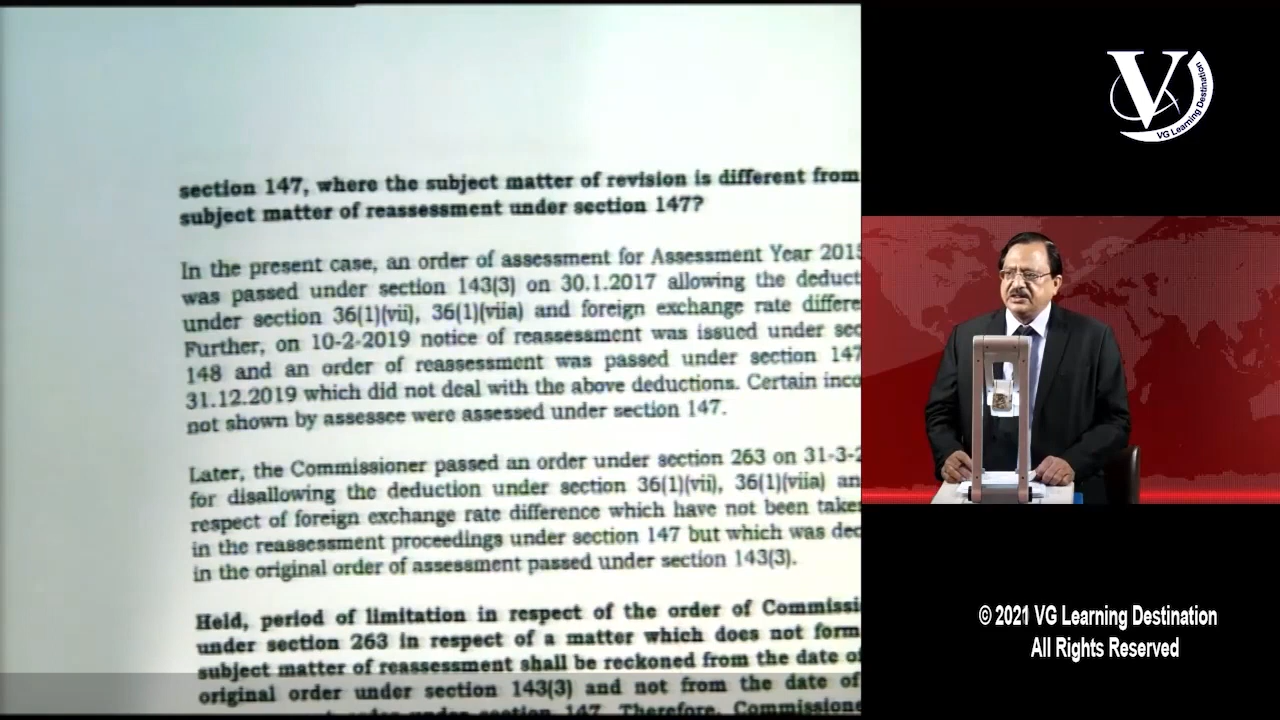 section 147, where the subject matter of revision is different from
subject matter of reassessment under section 147?
In the present case, an order of assessment for Assessment Year 2015
was passed under section 143(3) on 30.1.2017 allowing the deduct
under section 36(1)(vii), 36(1)(viia) and foreign exchange rate differe
Further, on 10-2-2019 notice of reassessment was issued under sec
148 and an order of reassessment was passed under section 147
31.12.2019 which did not deal with the above deductions. Certain inco
not shown by assessee were assessed under section 147.
Later, the Commissioner passed an order under section 263 on 31-3-2
for disallowing the deduction under section 36(1)(vii), 36(1)(viia) an
respect of foreign exchange rate difference which have not been take
in the reassessment proceedings under section 147 but which was dec
in the original order of assessment passed under section 143(3).
Held, period of limitation in respect of the order of Commissi
under section 263 in respect of a matter which does not form
subject matter of reassessment shall be reckoned from the date of
original order under section 143(3) and not from the date of
order under section 147. Therefore, Commissione
V
VG Learning Destination
© 2021 VG Learning Destination
All Rights Reserved